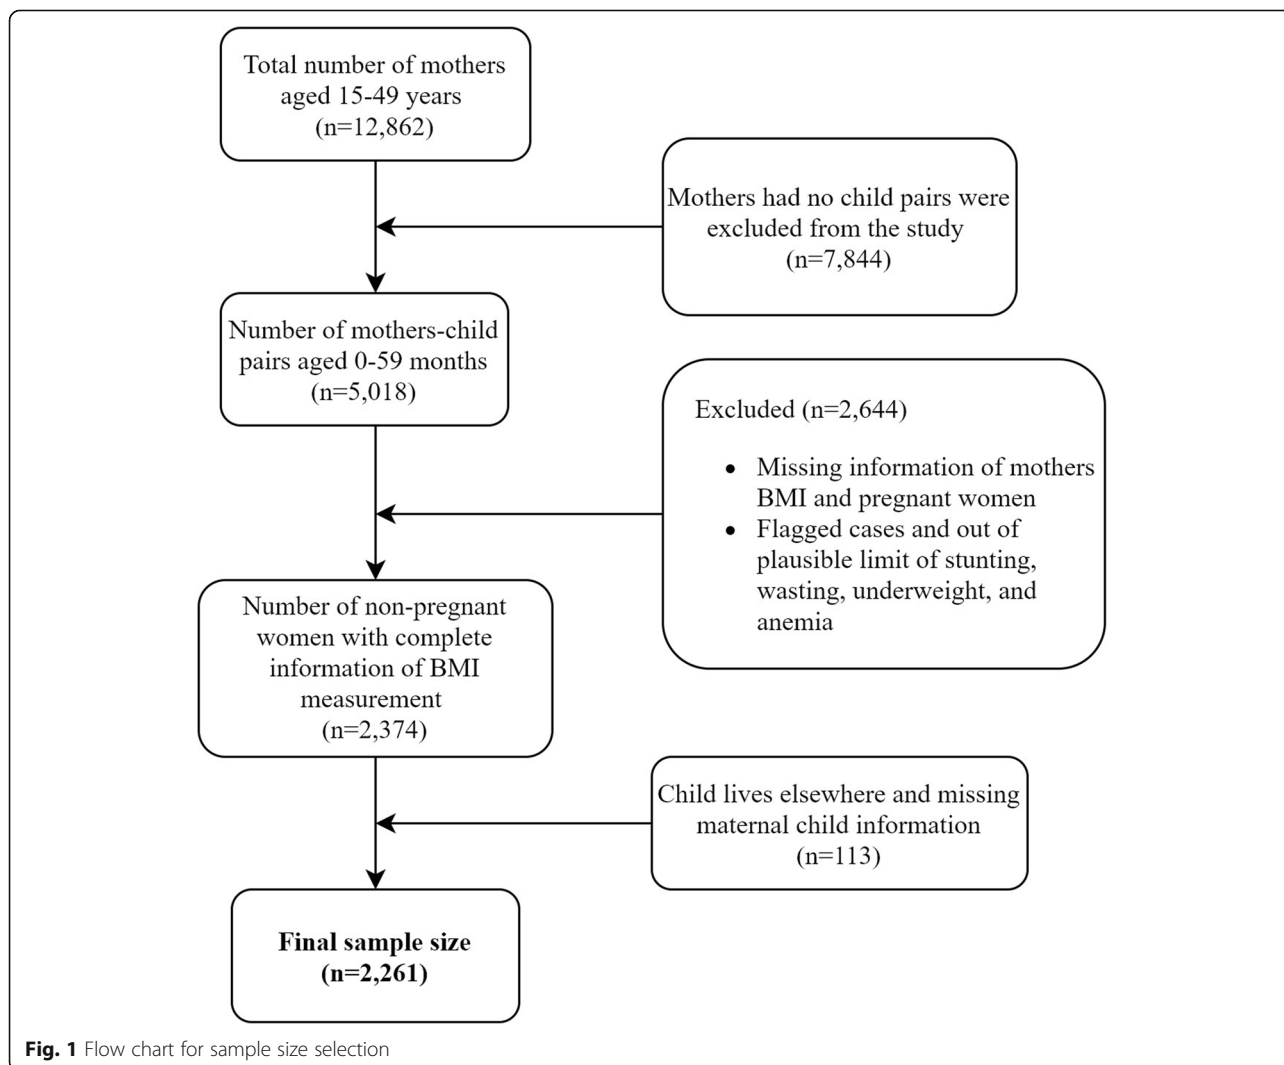 Total number of mothers
aged 15-49 years
(n=12,862)
Mothers had no child pairs were
excluded from the study
(n=7,844)
Number of mothers-child
pairs aged 0-59 months
(n=5,018)
Excluded (n=2,644)
• Missing information of mothers
BMI and pregnant women
• Flagged cases and out of
plausible limit of stunting,
wasting, underweight, and
anemia
Number of non-pregnant
women with complete
information of BMI
measurement
(n=2,374)
Child lives elsewhere and missing
maternal child information
(n=113)
Final sample size
(n=2,261)
Fig. 1 Flow chart for sample size selection